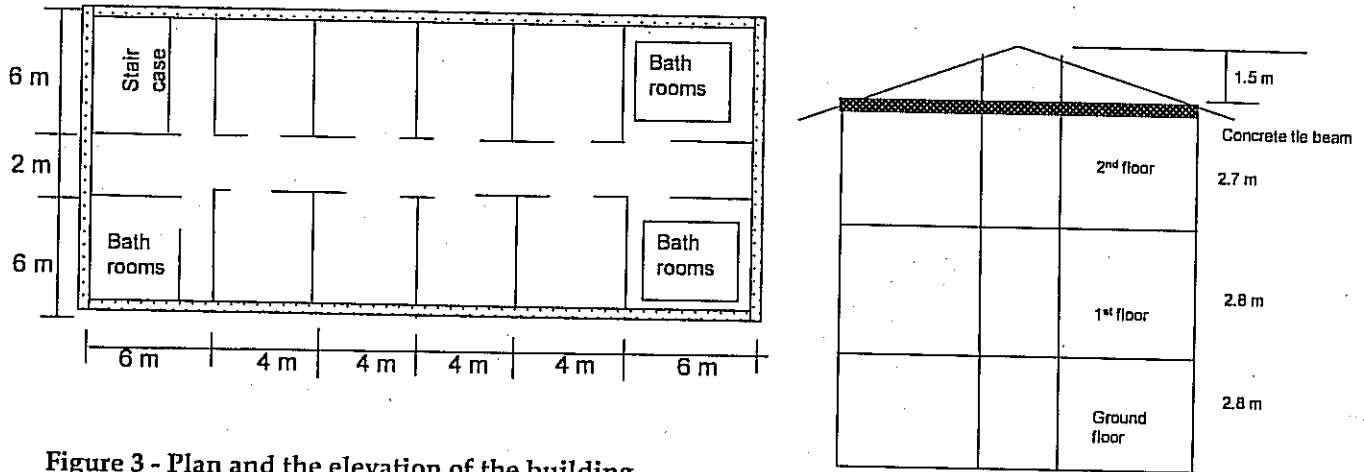 6 m
2 m
6 m
Stair
case
Bath
rooms
Bath
rooms
Bath
rooms
6 m
4 m
4 m
4 m
4 m
6 m
Figure 3 - Plan and the elevation of the building
1.5 m
Concrete tie beam
2nd floor
2.7 m
1st floor
2.8 m
Ground
floor
2.8 m